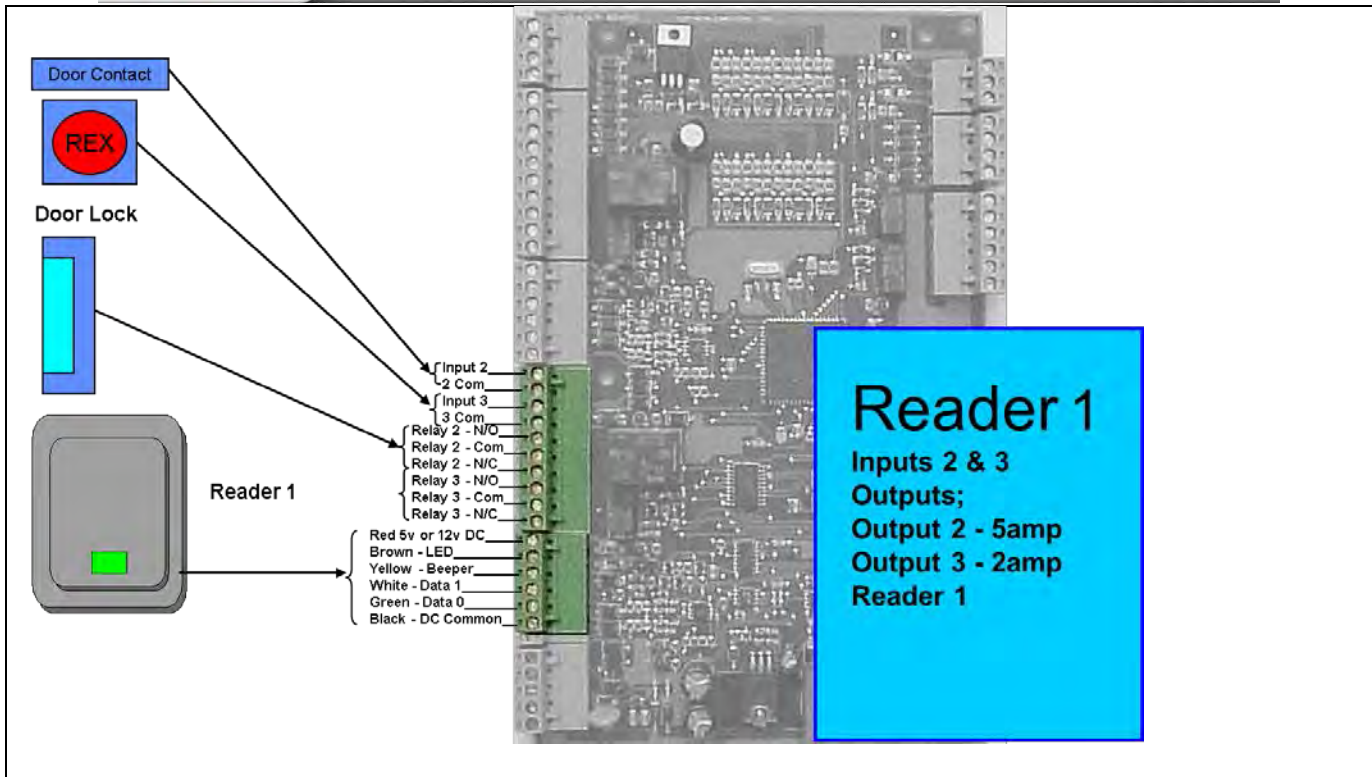 Door Contact
REX
Door Lock
Reader 1
Input 2
2 Com
Input 3
3 Com
Relay 2 - N/O
Relay 2 - Com
Relay 2 - N/C
Relay 3 - N/O
Relay 3 - Com
Relay 3 - N/C
Red 5v or 12v DC
Brown - LED
Yellow - Beeper
White - Data 1
Green - Data 0
Black - DC Common
Reader 1
Inputs 2 & 3
Outputs;
Output 2 - 5amp
Output 3 - 2amp
Reader 1